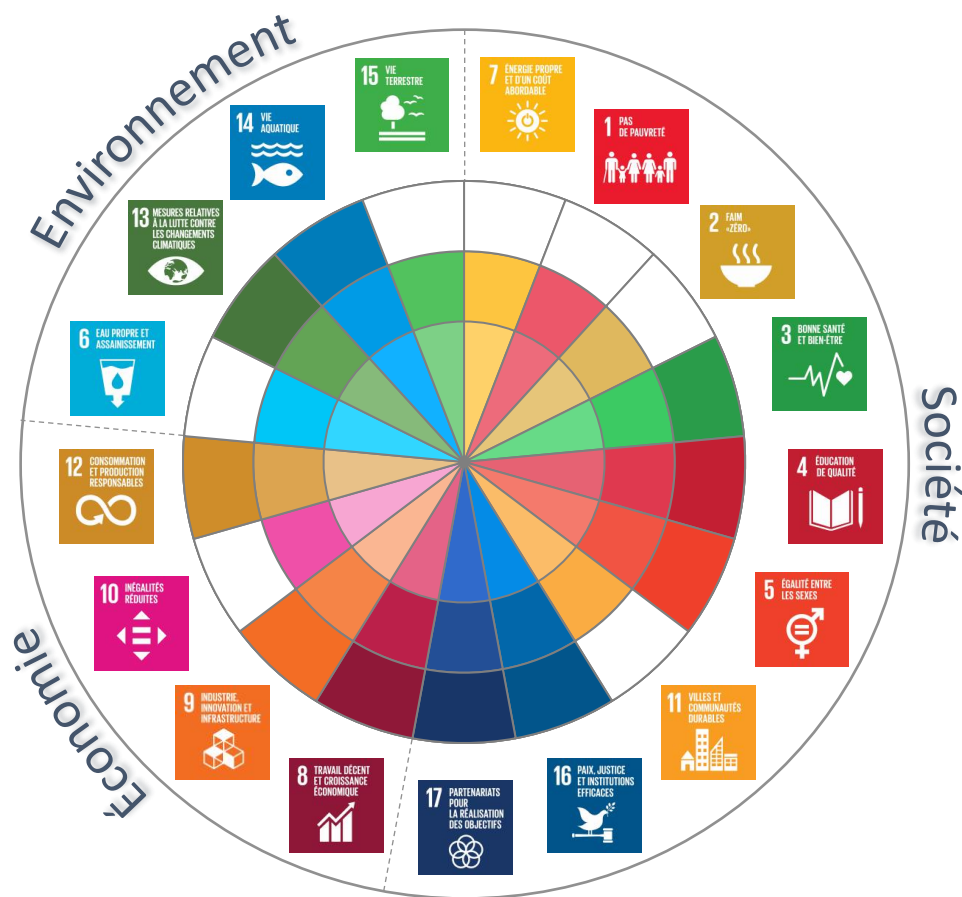 Environnement
15 VIE
TERRESTRE
7 ÉNERGIE PROPRE
ET D'UN COÛT
ABORDABLE
14 VIE
AQUATIQUE
1 PAS
DE PAUVRETÉ
13 MESURES RELATIVES
À LA LUTTE CONTRE
LES CHANGEMENTS
CLIMATIQUES
2 FAIM
«ZÉRO»
6 EAU PROPRE ET
ASSAINISSEMENT
3 BONNE SANTÉ
ET BIEN-ÊTRE
Société
12 CONSOMMATION
ET PRODUCTION
RESPONSABLES
4 ÉDUCATION
DE QUALITÉ
10 INÉGALITÉS
RÉDUITES
5 ÉGALITÉ ENTRE
LES SEXES
Économie
9 INDUSTRIE,
INNOVATION ET
INFRASTRUCTURE
11 VILLES ET
COMMUNAUTÉS
DURABLES
8 TRAVAIL DÉCENT
ET CROISSANCE
ÉCONOMIQUE
17 PARTENARIATS
POUR
LA RÉALISATION
DES OBJECTIFS
16 PAIX, JUSTICE
ET INSTITUTIONS
EFFICACES